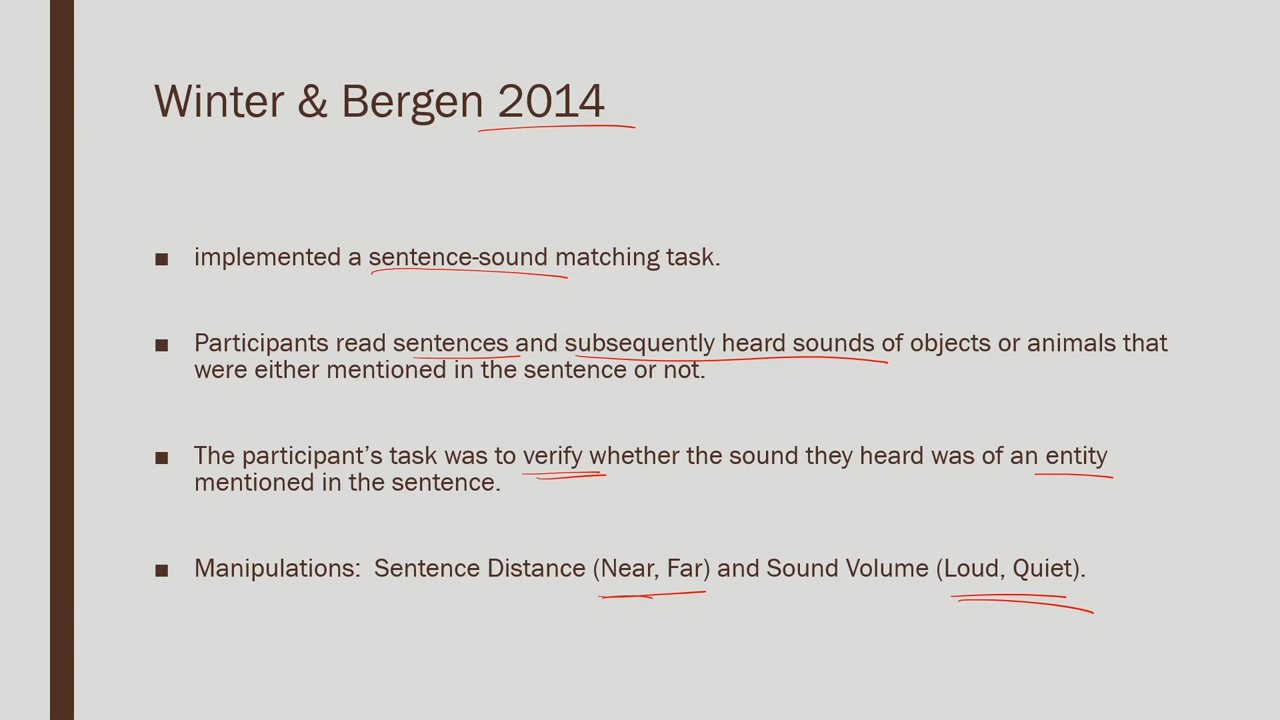 Winter & Bergen 2014
■ implemented a sentence-sound matching task.
■ Participants read sentences and subsequently heard sounds of objects or animals that
were either mentioned in the sentence or not.
■ The participant’s task was to verify whether the sound they heard was of an entity
mentioned in the sentence.
■ Manipulations:  Sentence Distance (Near, Far) and Sound Volume (Loud, Quiet).